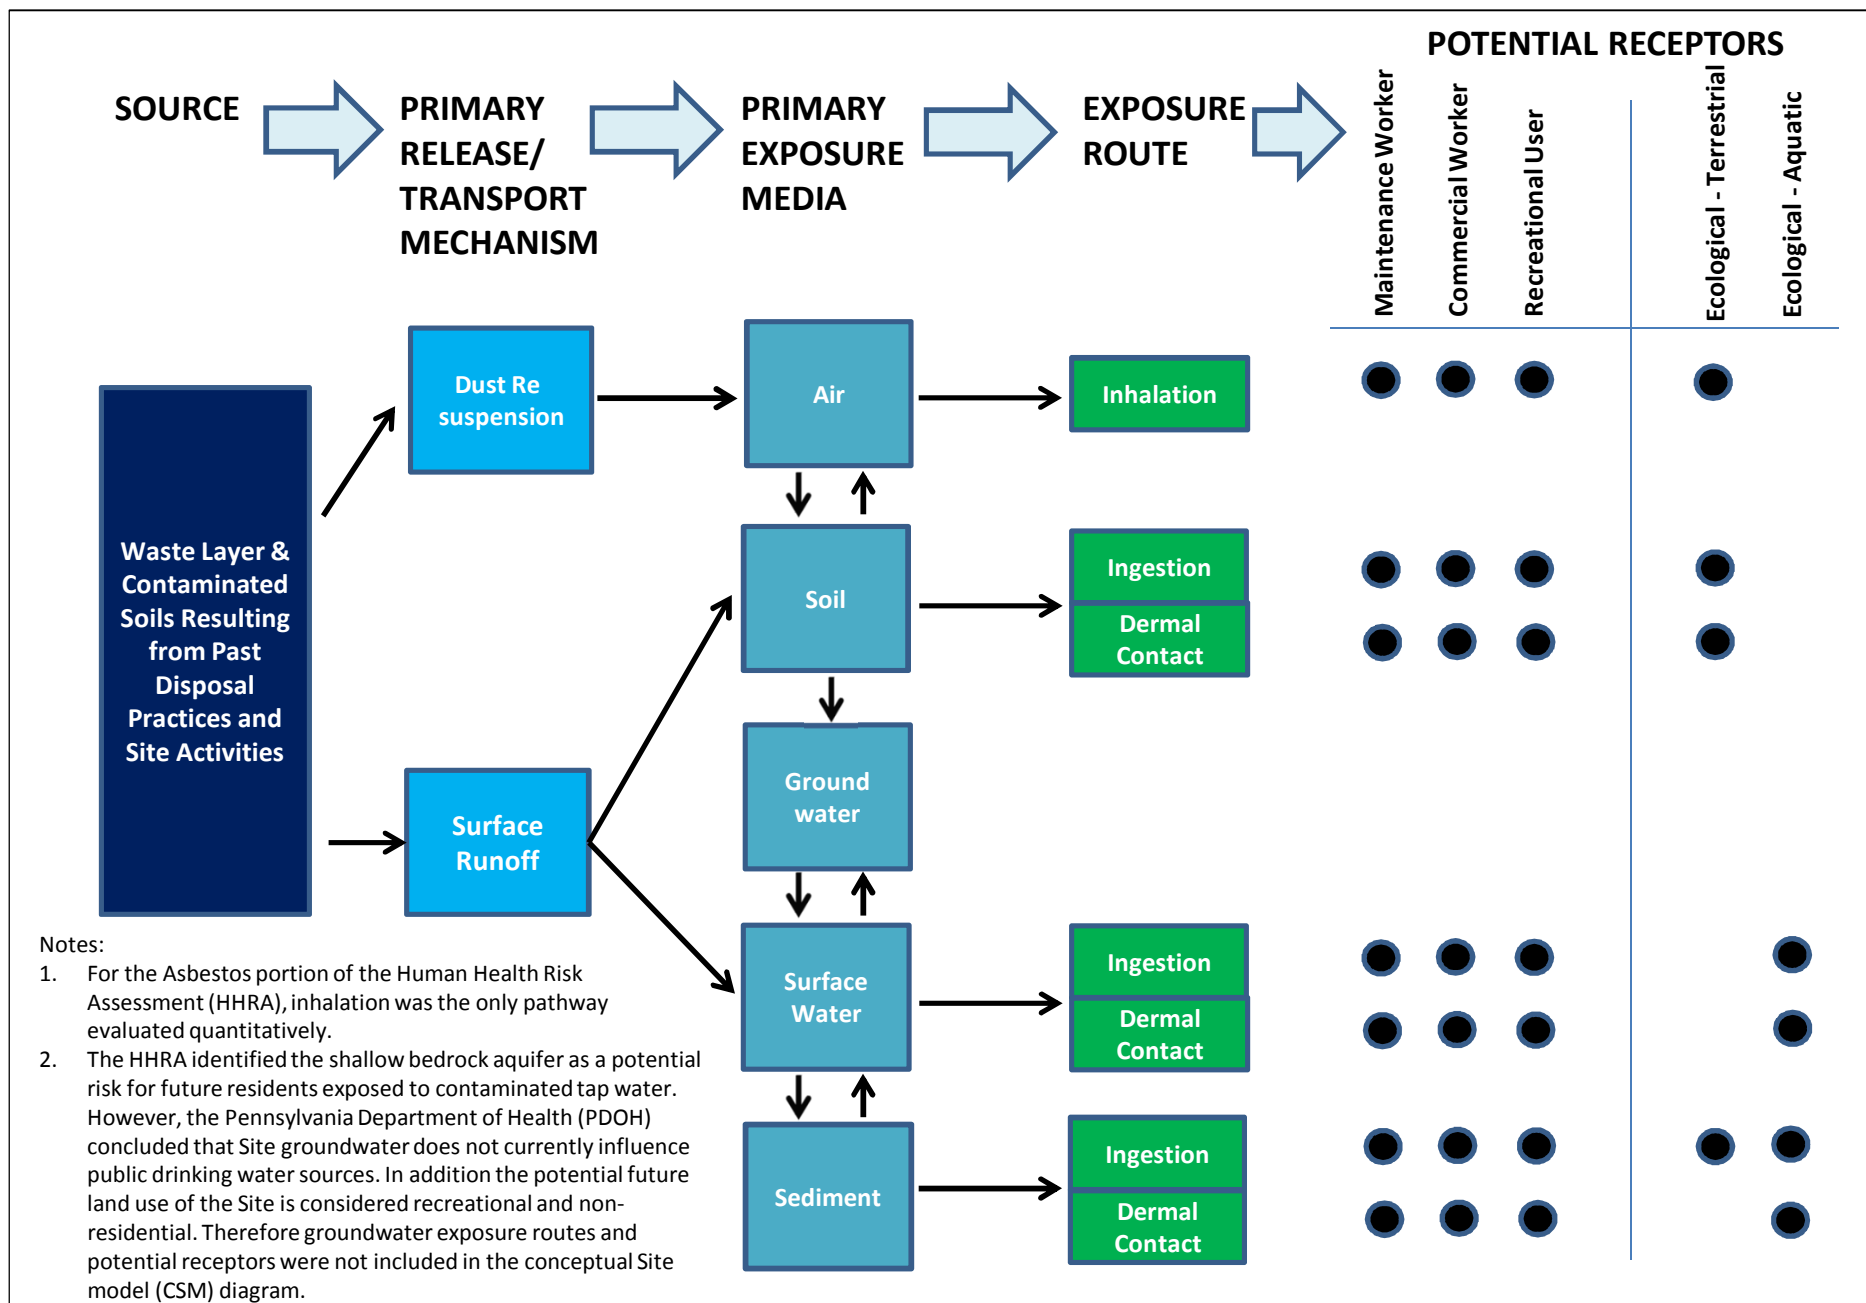 POTENTIAL RECEPTORS
SOURCE
PRIMARY
RELEASE/
TRANSPORT
MECHANISM
PRIMARY
EXPOSURE
MEDIA
EXPOSURE
ROUTE
Maintenance Worker
Commercial Worker
Recreational User
Ecological - Terrestrial
Ecological - Aquatic
Waste Layer &
Contaminated
Soils Resulting
from Past
Disposal
Practices and
Site Activities
Dust Re
suspension
Surface
Runoff
Air
Soil
Ground
water
Surface
Water
Sediment
Inhalation
Ingestion
Dermal
Contact
Ingestion
Dermal
Contact
Ingestion
Dermal
Contact
Notes:
1. For the Asbestos portion of the Human Health Risk
Assessment (HHRA), inhalation was the only pathway
evaluated quantitatively.
2. The HHRA identified the shallow bedrock aquifer as a potential
risk for future residents exposed to contaminated tap water.
However, the Pennsylvania Department of Health (PDOH)
concluded that Site groundwater does not currently influence
public drinking water sources. In addition the potential future
land use of the Site is considered recreational and non-
residential. Therefore groundwater exposure routes and
potential receptors were not included in the conceptual Site
model (CSM) diagram.